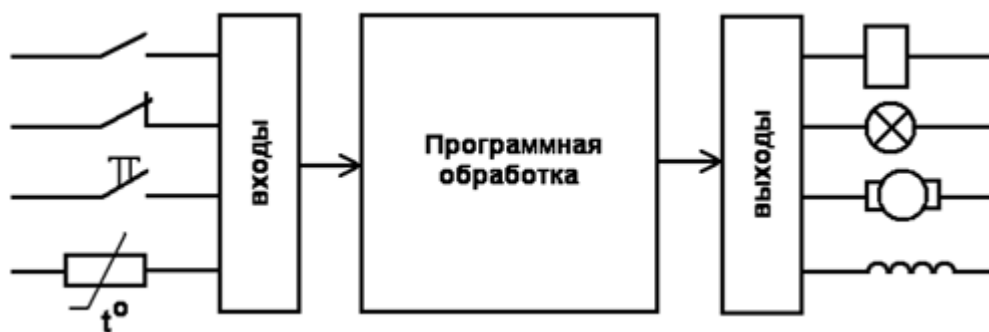 входы
Программная
обработка
выходы
t°